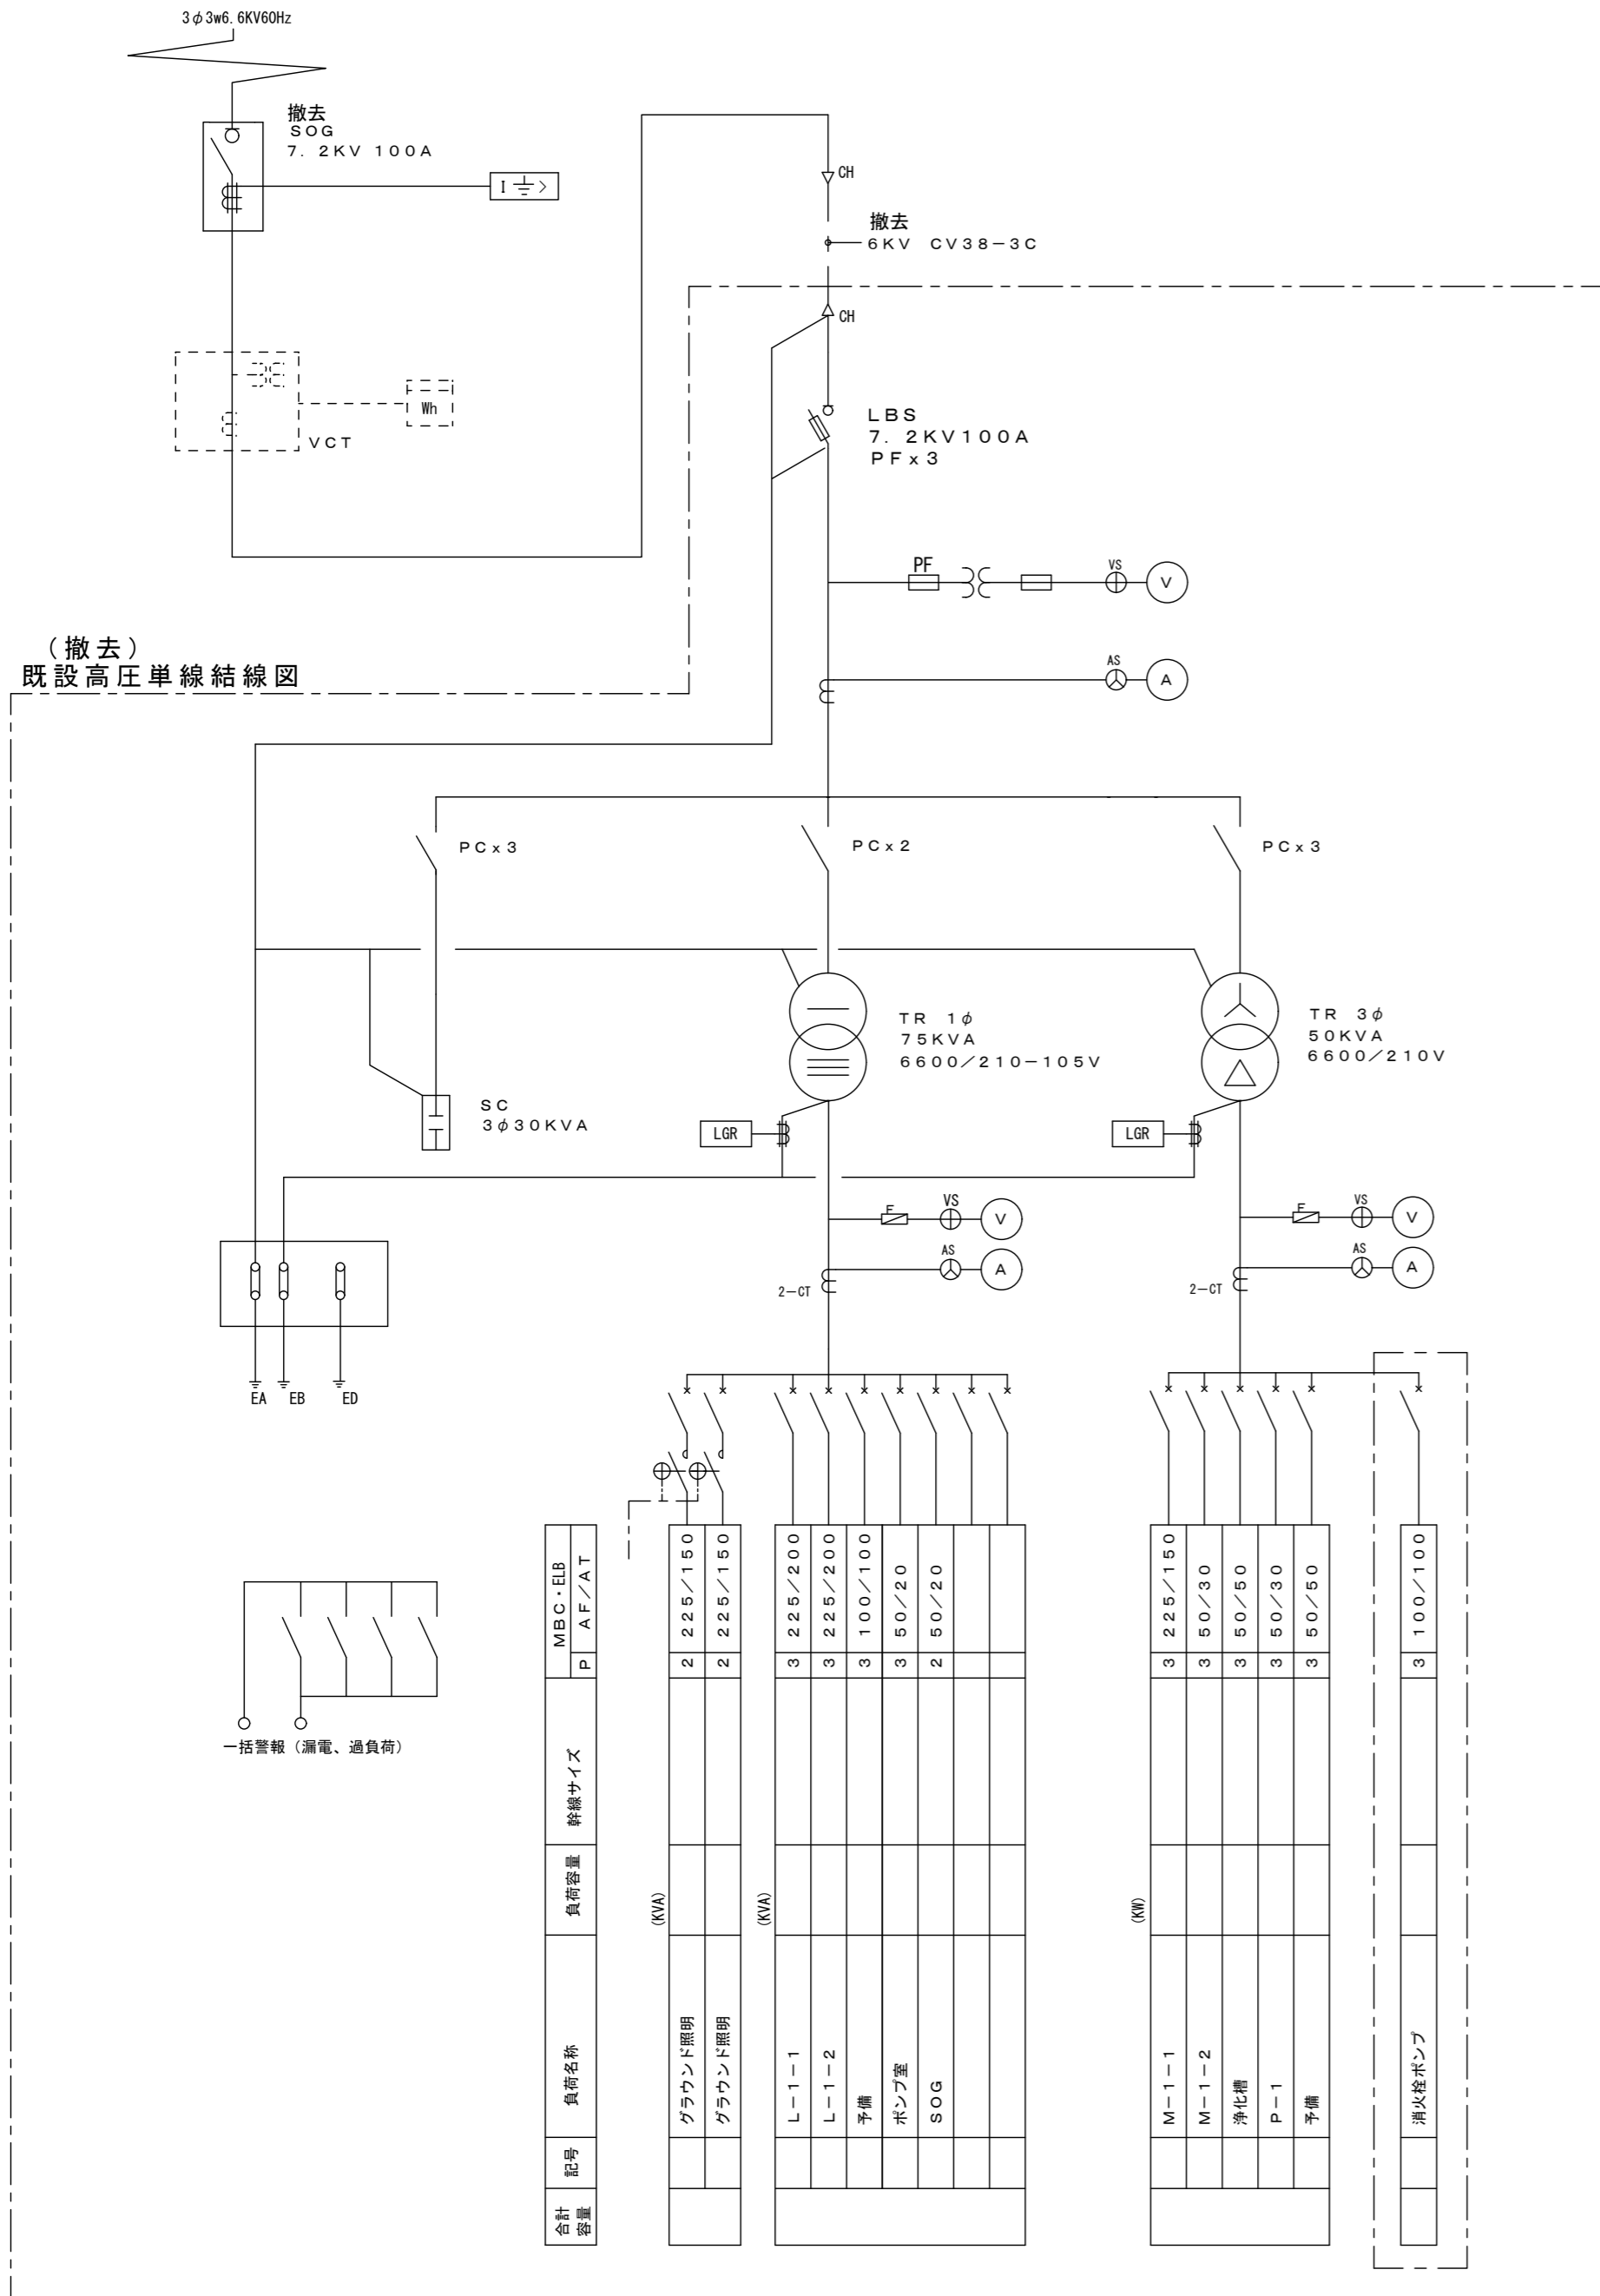 3φ3w6.6KV60Hz
撤去
SOG
7.2KV 100A
I >
CH
撤去
6KV CV38-3C
CH
Wh
VCT
LBS
7.2KV100A
PFx3
PF
VS
V
(撤去)
既設高圧単線結線図
AS
A
PCx3
PCx2
PCx3
TR 1φ
75KVA
6600/210-105V
TR 3φ
50KVA
6600/210V
SC
3φ30KVA
LGR
LGR
F
VS
V
F
VS
V
AS
A
AS
A
2-CT
2-CT
EA
EB
ED
一括警報(漏電、過負荷)
MBC・ELB
P
AF/AT
幹線サイズ
負荷容量
負荷名称
記号
合計
容量
(KVA)
2 225/150
グラウンド照明
2 225/150
グラウンド照明
(KVA)
3 225/200
L-1-1
3 225/200
L-1-2
3 100/100
予備
3 50/20
ポンプ室
2 50/20
SOG
(KW)
3 225/150
M-1-1
3 50/30
M-1-2
3 50/50
浄化槽
3 50/30
P-1
3 50/50
予備
3 100/100
消火栓ポンプ